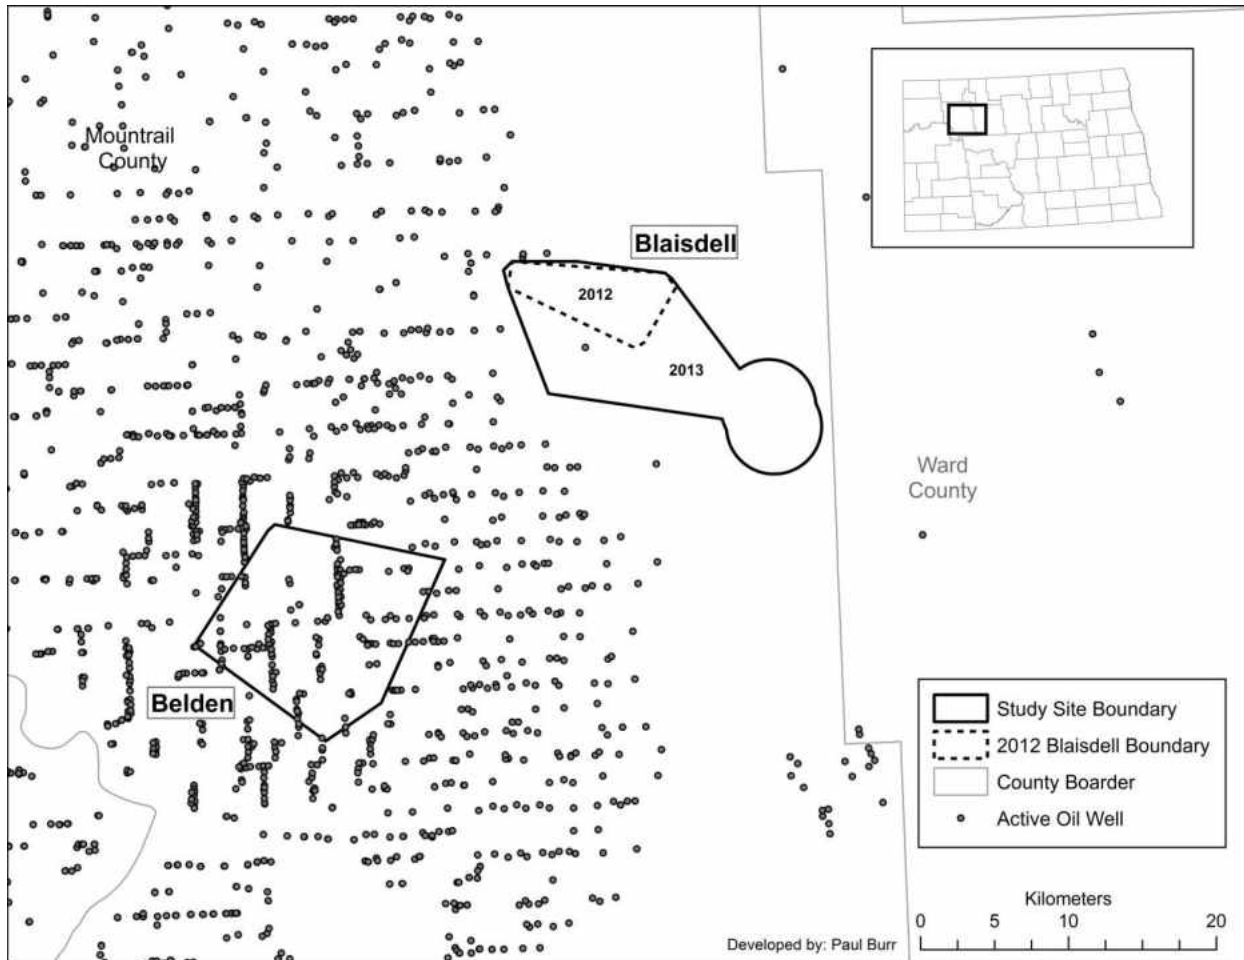 Mountrail
County
Blaisdell
2012
2013
Ward
County
Belden
Study Site Boundary
2012 Blaisdell Boundary
County Boarder
Active Oil Well
Kilometers
0 5 10 20
Developed by: Paul Burr